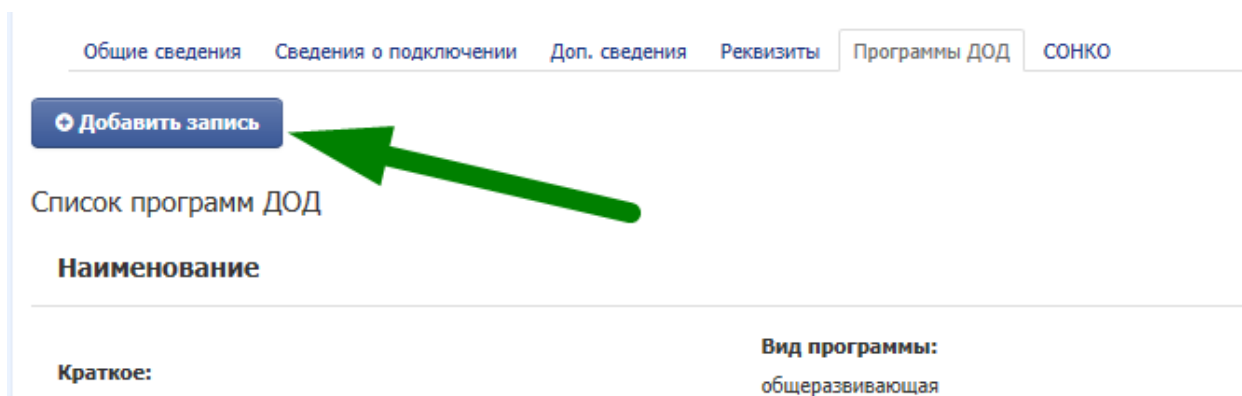 Общие сведения Сведения о подключении Доп. сведения Реквизиты Программы ДОД СОНКО
Добавить запись
Список программ ДОД
Наименование
Вид программы:
Краткое:
общеразвивающая